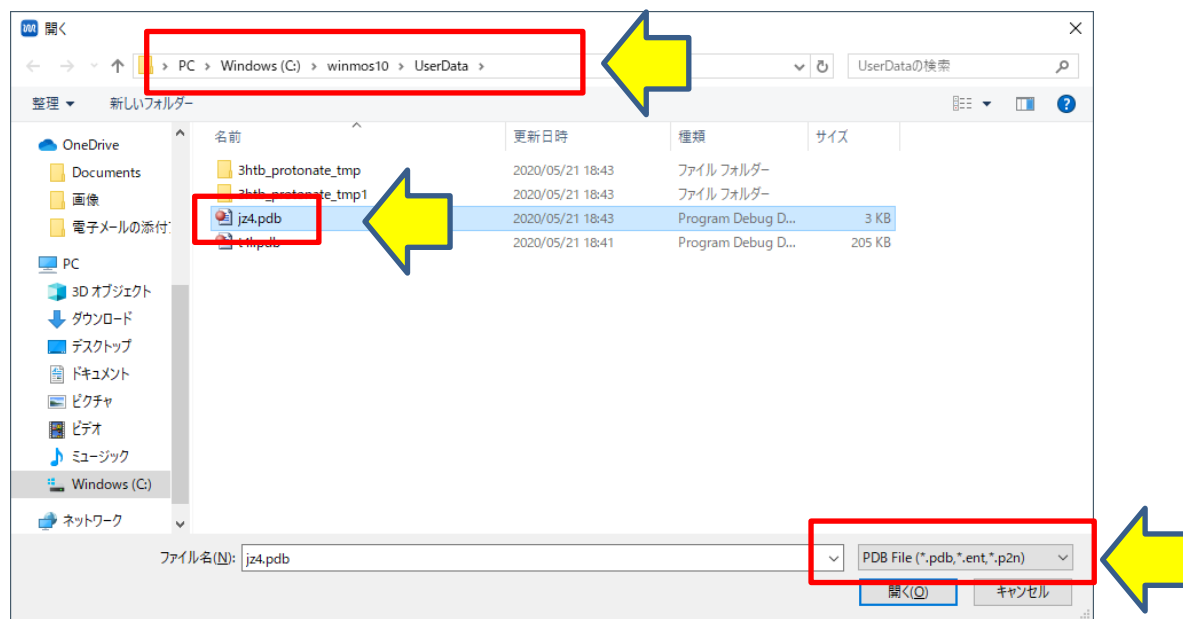 開く
PC › Windows (C:) › winmos10 › UserData ›
UserDataの検索
整理 新しいフォルダー
名前 更新日時 種類 サイズ
OneDrive
Documents
画像
電子メールの添付
PC
3D オブジェクト
ダウンロード
デスクトップ
ドキュメント
ピクチャ
ビデオ
ミュージック
Windows (C:)
ネットワーク
3htb_protonate_tmp 2020/05/21 18:43 ファイル フォルダー
3htb_protonate_tmp1 2020/05/21 18:43 ファイル フォルダー
jz4.pdb 2020/05/21 18:43 Program Debug D... 3 KB
2020/05/21 18:41 Program Debug D... 205 KB
ファイル名(N): jz4.pdb
PDB File (*.pdb,*.ent,*.p2n)
開く(O) キャンセル